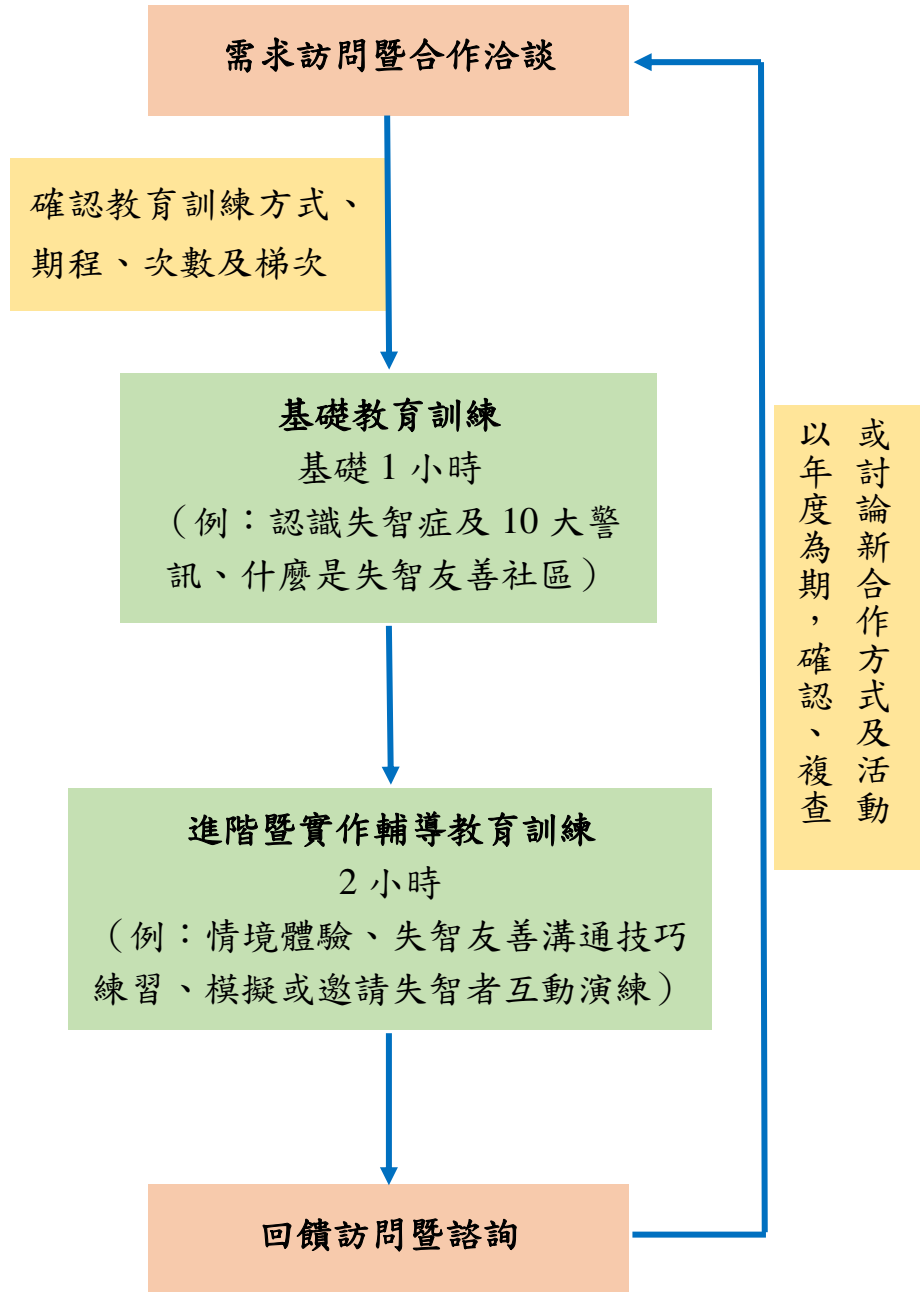 需求訪問暨合作洽談
確認教育訓練方式、
期程、次數及梯次
基礎教育訓練
基礎 1 小時
（例：認識失智症及 10 大警
訊、什麼是失智友善社區）
以年度為期，確認、複查
或討論新合作方式及活動
進階暨實作輔導教育訓練
2 小時
（例：情境體驗、失智友善溝通技巧
練習、模擬或邀請失智者互動演練）
回饋訪問暨諮詢